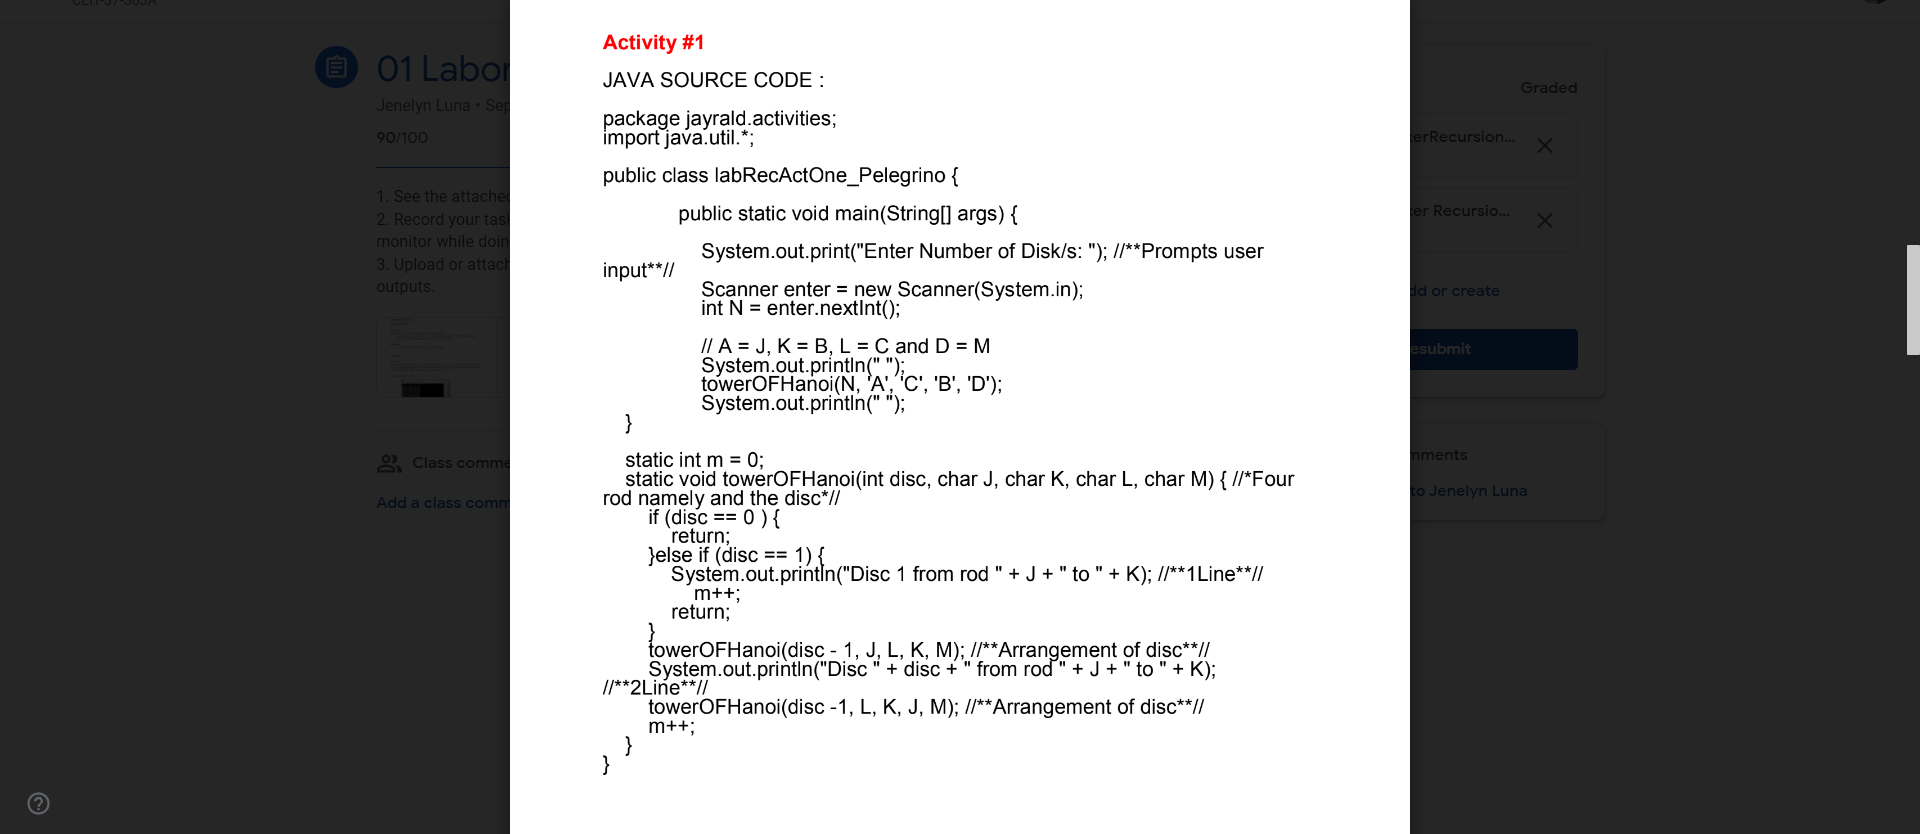 01 Labor
Jenelyn Luna • Sep
90/100
1. See the attached
2. Record your tas
monitor while doin
3. Upload or attach
outputs.
Class comme
Add a class comm
Activity #1
JAVA SOURCE CODE :
package jayrald.activities;
import java.util.*;
public class labRecActOne_Pelegrino {
public static void main(String[] args) {
System.out.print("Enter Number of Disk/s: "); //**Prompts user
input**//
Scanner enter = new Scanner(System.in);
int N = enter.nextInt();
// A = J, K = B, L = C and D = M
System.out.println(" ");
towerOFHanoi(N, 'A', 'C', 'B', 'D');
System.out.println(" ");
}
static int m = 0;
static void towerOFHanoi(int disc, char J, char K, char L, char M) { //*Four
rod namely and the disc*//
if (disc == 0 ) {
return;
}else if (disc == 1) {
System.out.println("Disc 1 from rod " + J + " to " + K); //**1Line**//
m++;
return;
}
towerOFHanoi(disc - 1, J, L, K, M); //**Arrangement of disc**//
System.out.println("Disc " + disc + " from rod " + J + " to " + K);
//**2Line**//
towerOFHanoi(disc -1, L, K, J, M); //**Arrangement of disc**//
m++;
}
}
Graded
erRecursion...
er Recursio...
dd or create
esubmit
mments
to Jenelyn Luna